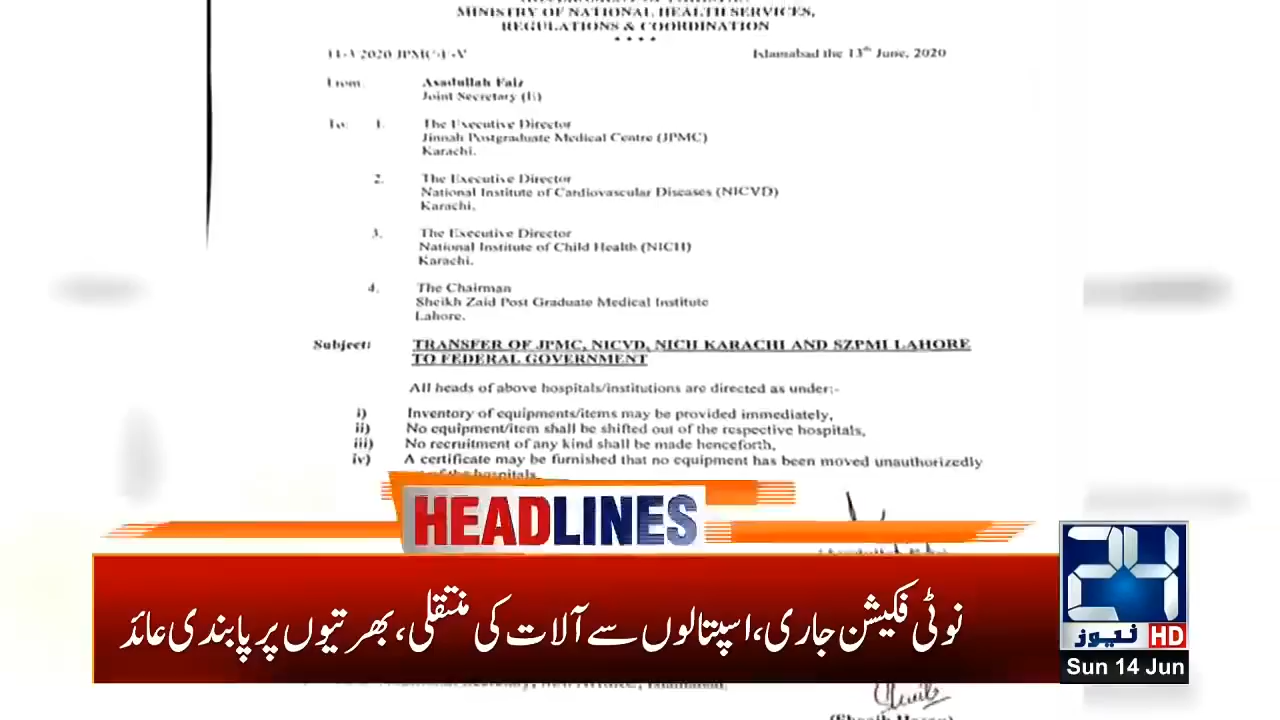 MINISTRY OF NATIONAL HEALTH SERVICES,
REGULATIONS & COORDINATION
Islamabad the 13th June, 2020
From: Asadullah Faiz
Joint Secretary (E)
To: 1. The Executive Director
Jinnah Postgraduate Medical Centre (JPMC)
Karachi.
2. The Executive Director
National Institute of Cardiovascular Diseases (NICVD)
Karachi.
3. The Executive Director
National Institute of Child Health (NICH)
Karachi.
4. The Chairman
Sheikh Zaid Post Graduate Medical Institute
Lahore.
Subject: TRANSFER OF JPMC, NICVD, NICH KARACHI AND SZPMI LAHORE
TO FEDERAL GOVERNMENT
All heads of above hospitals/institutions are directed as under:-
i) Inventory of equipments/items may be provided immediately,
ii) No equipment/item shall be shifted out of the respective hospitals,
iii) No recruitment of any kind shall be made henceforth,
iv) A certificate may be furnished that no equipment has been moved unauthorizedly
of the hospitals
HEADLINES
نوٹی فکیشن جاری، اسپتالوں سے آلات کی منتقلی، بھرتیوں پر پابندی عائد
24
نیوز HD
Sun 14 Jun